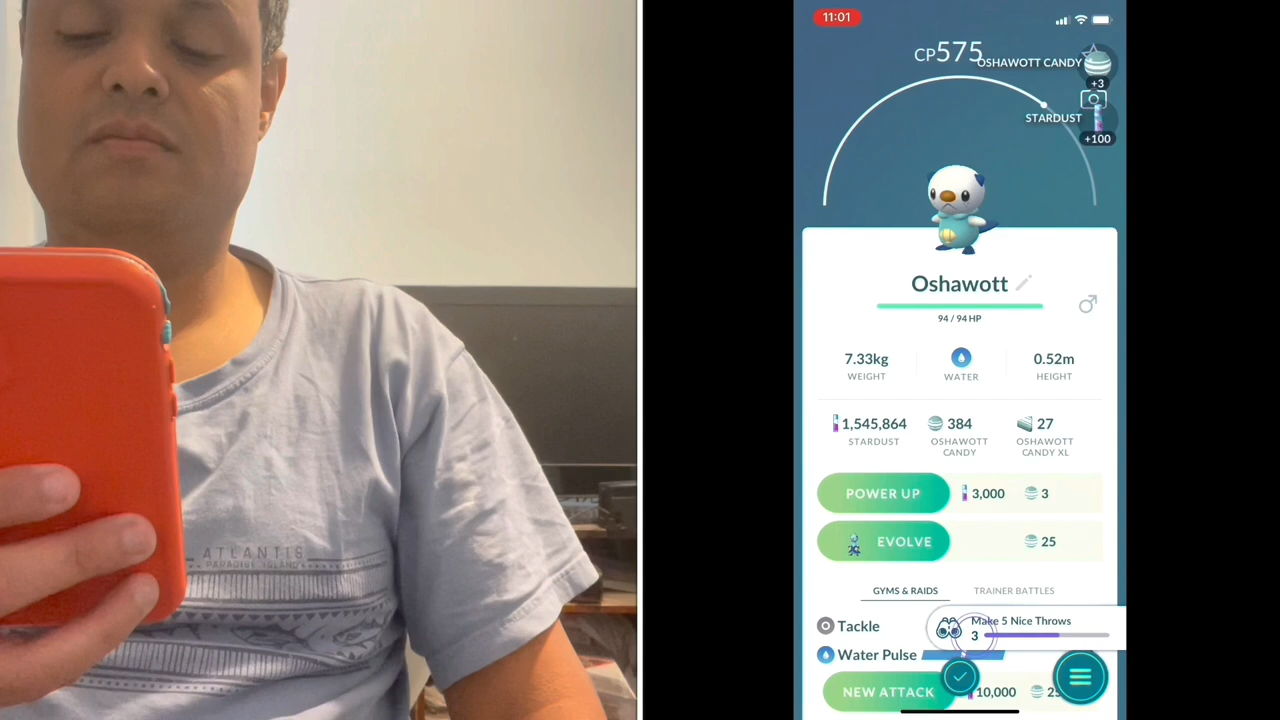 ATLANTIS
PARADISE ISLAND
11:01
CP575
OSHAWOTT CANDY
+3
STARDUST
+100
Oshawott
94 / 94 HP
7.33kg
WEIGHT
WATER
0.52m
HEIGHT
1,545,864
STARDUST
384
OSHAWOTT
CANDY
27
OSHAWOTT
CANDY XL
POWER UP 3,000 3
EVOLVE 25
GYMS & RAIDS TRAINER BATTLES
Tackle
Make 5 Nice Throws
3
Water Pulse
NEW ATTACK 10,000